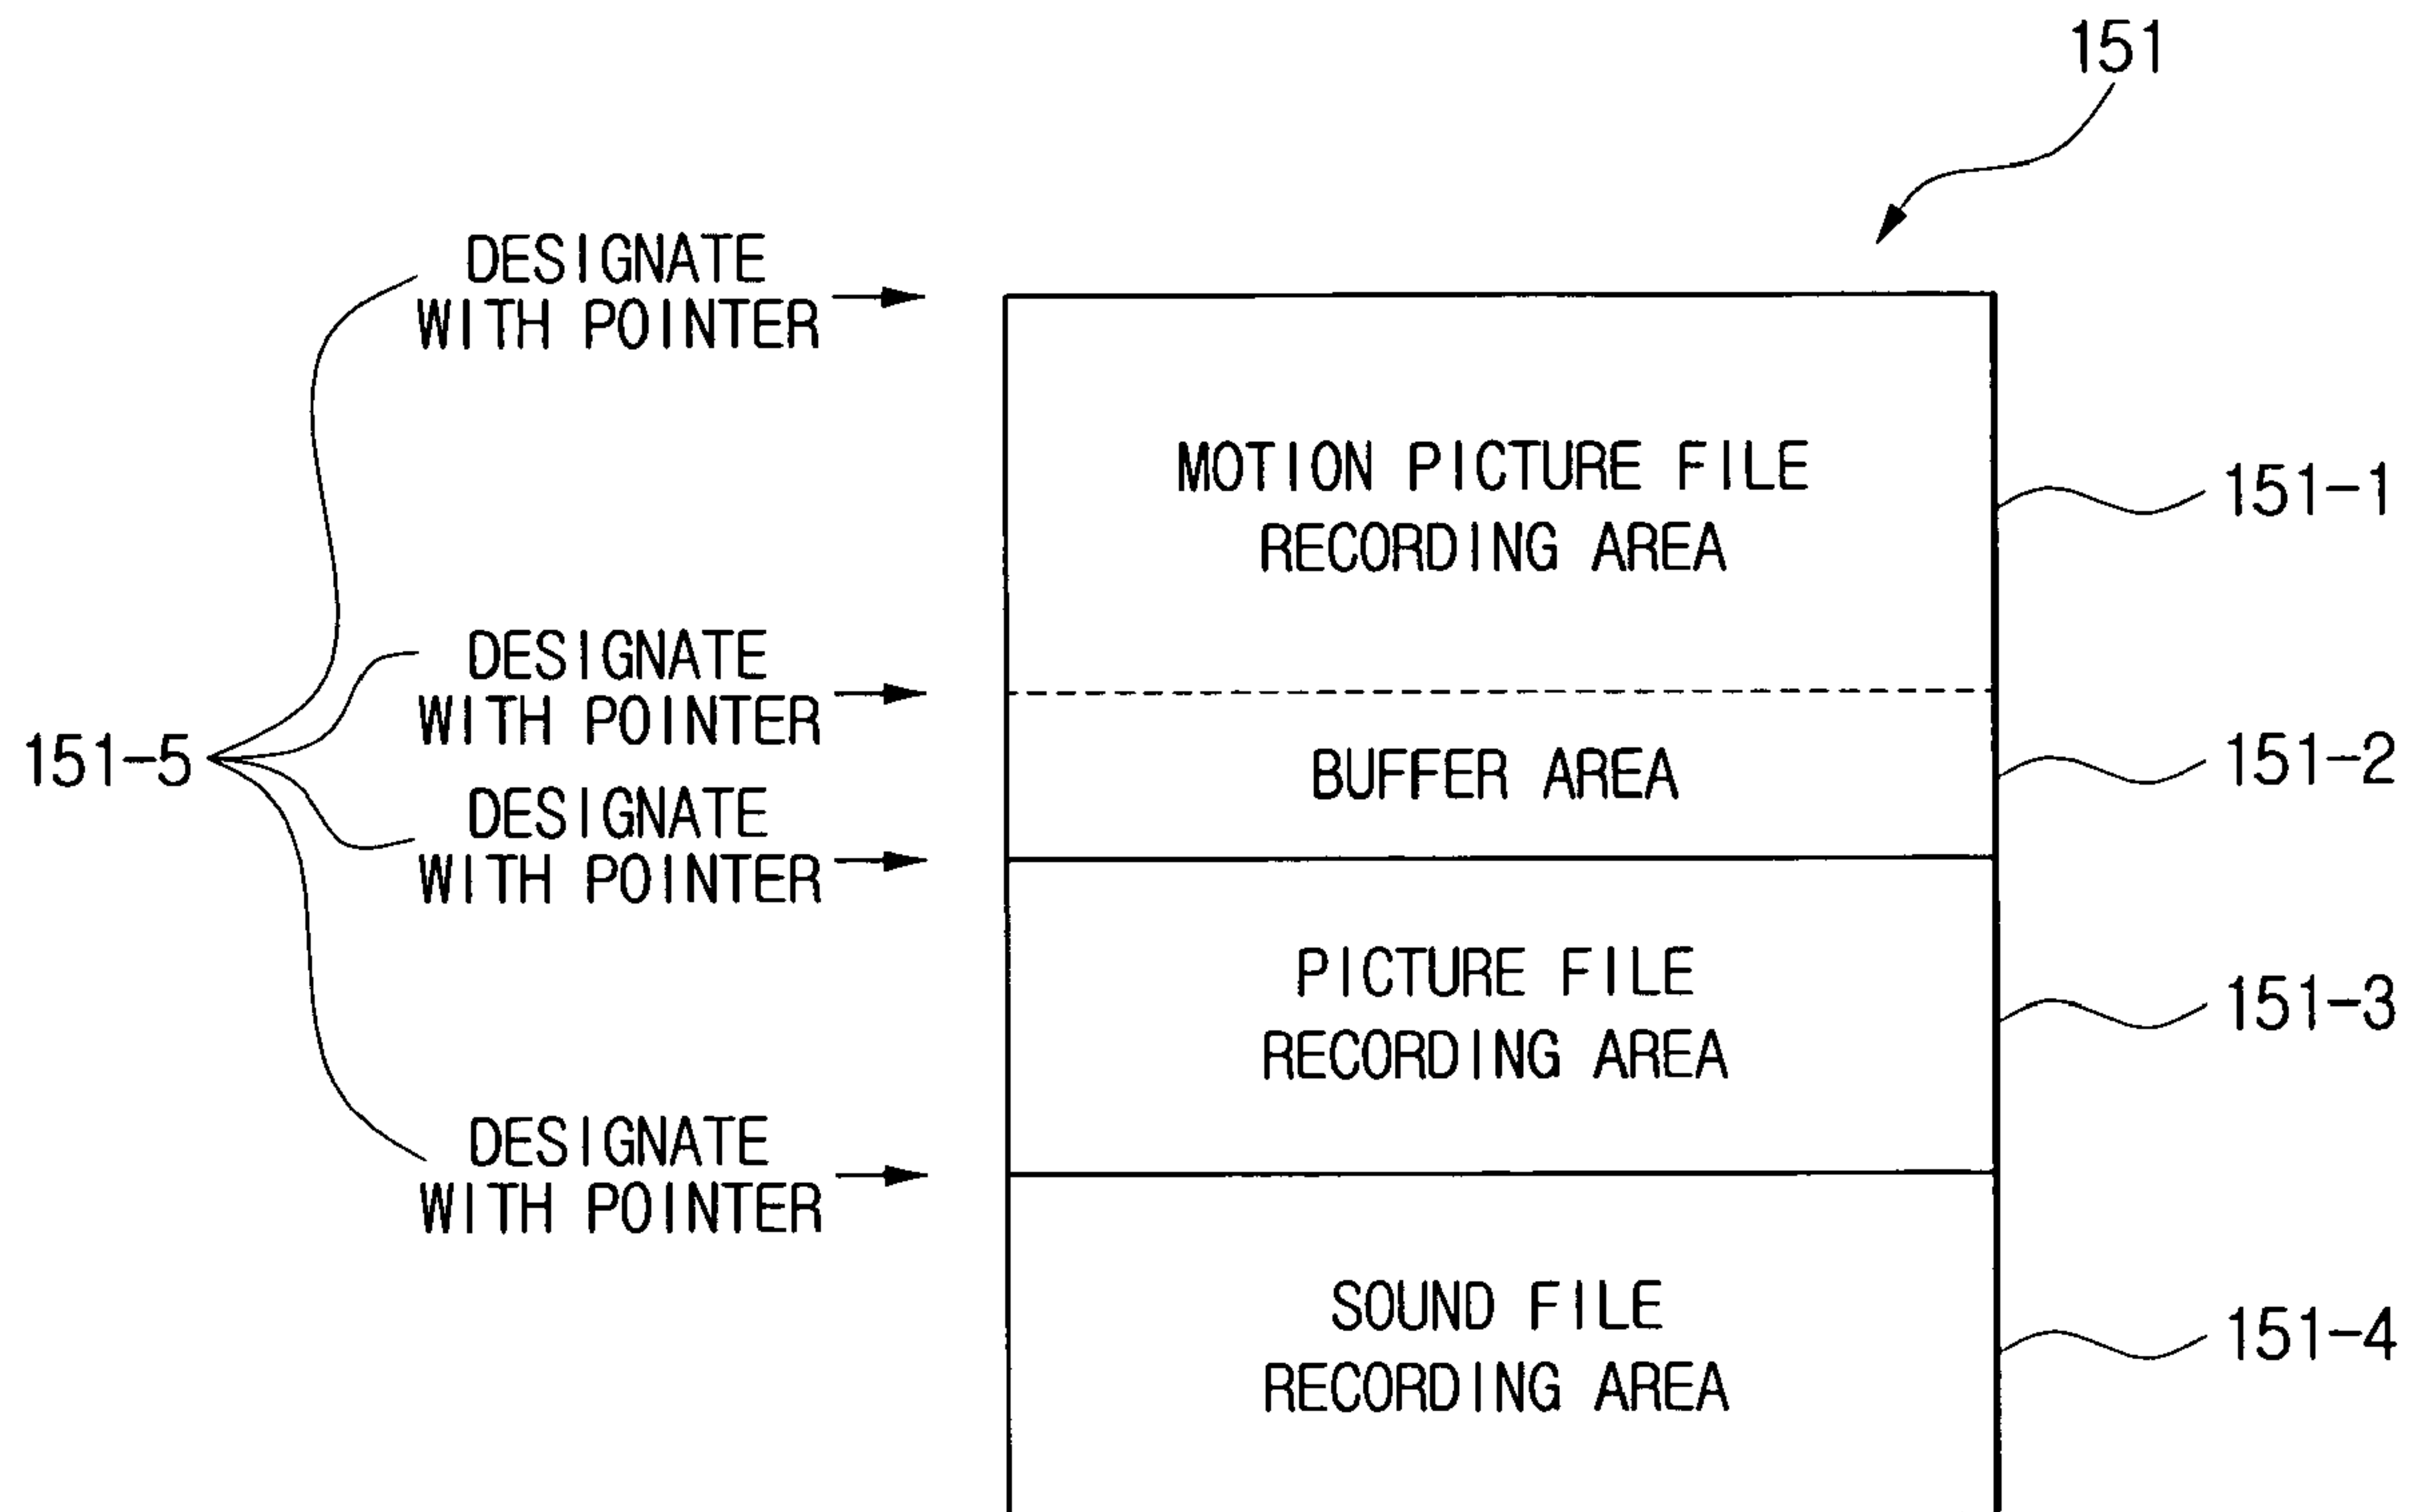 151
DESIGNATE
WITH POINTER
MOTION PICTURE FILE
RECORDING AREA
151-1
DESIGNATE
WITH POINTER
151-5
BUFFER AREA
151-2
DESIGNATE
WITH POINTER
PICTURE FILE
RECORDING AREA
151-3
DESIGNATE
WITH POINTER
SOUND FILE
RECORDING AREA
151-4